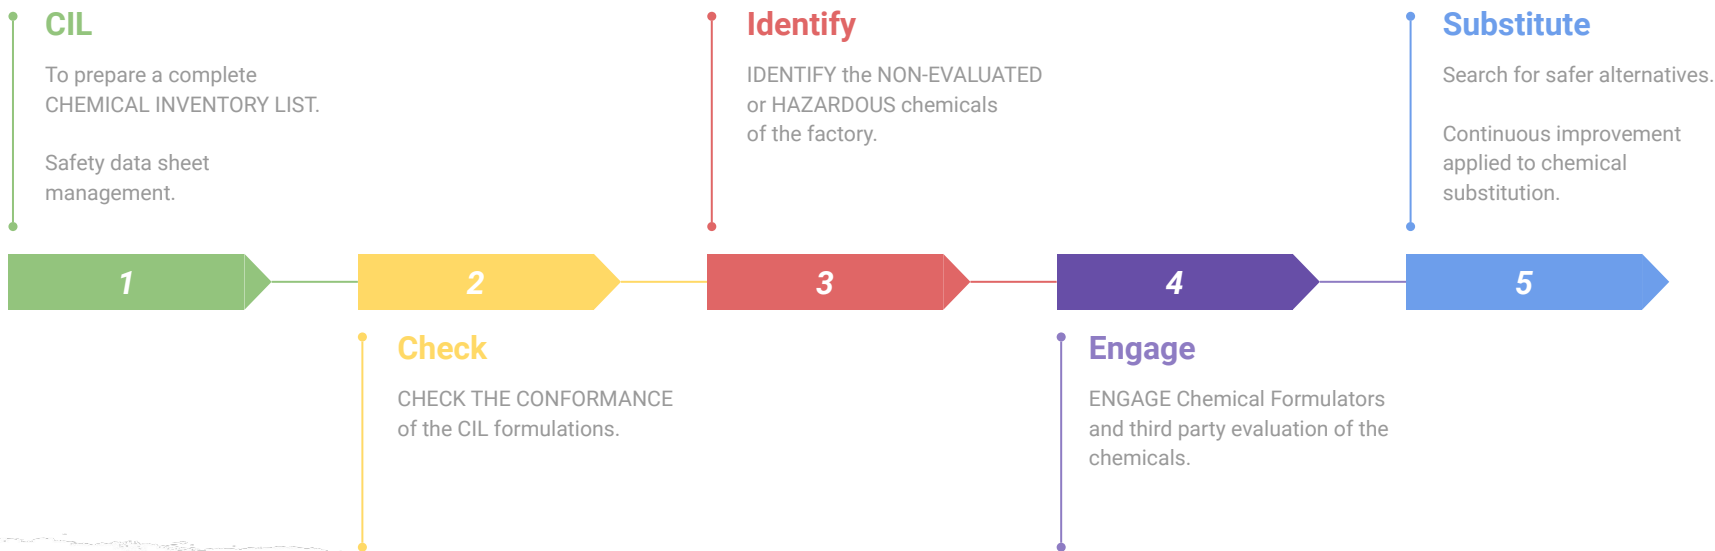 CIL
To prepare a complete
CHEMICAL INVENTORY LIST.
Safety data sheet
management.
Identify
IDENTIFY the NON-EVALUATED
or HAZARDOUS chemicals
of the factory.
Substitute
Search for safer alternatives.
Continuous improvement
applied to chemical
substitution.
1
2
3
4
5
Check
CHECK THE CONFORMANCE
of the CIL formulations.
Engage
ENGAGE Chemical Formulators
and third party evaluation of the
chemicals.